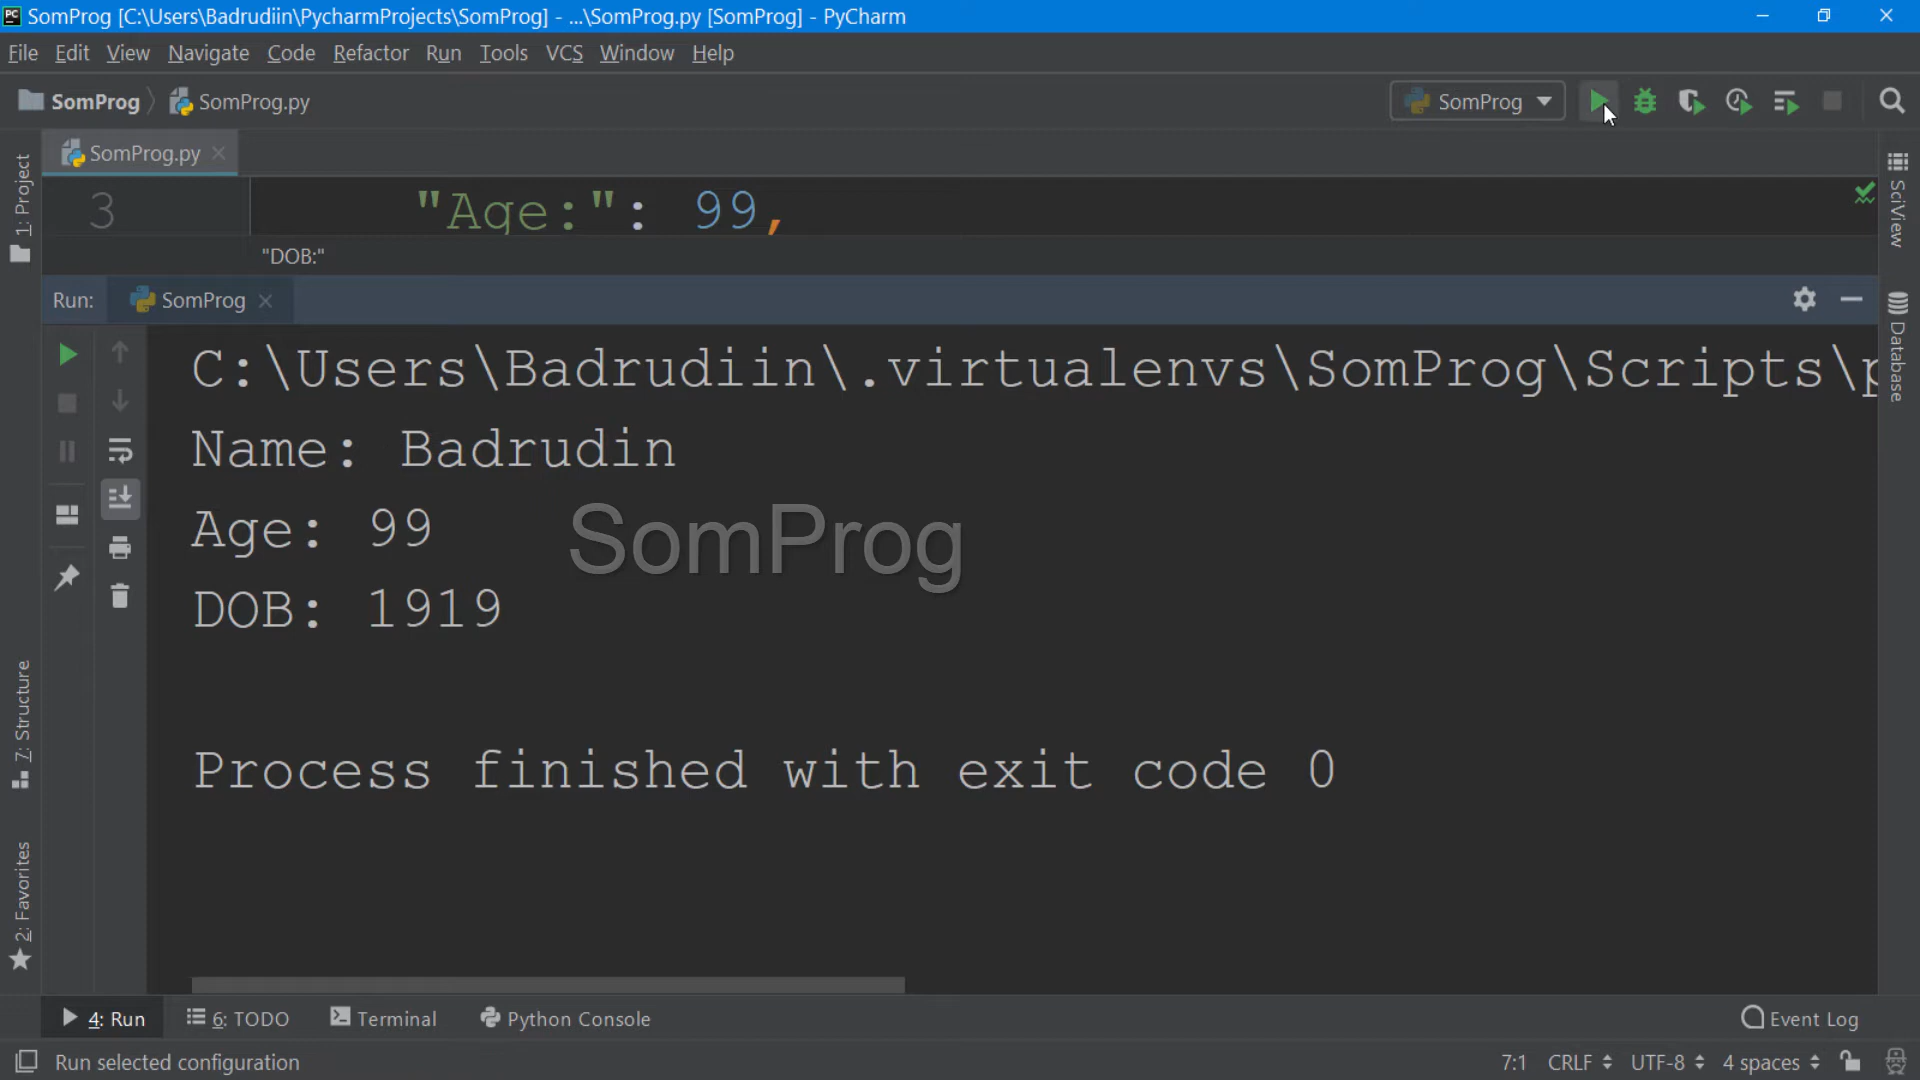 SomProg [C:\Users\Badrudiin\PycharmProjects\SomProg] - ...\SomProg.py [SomProg] - PyCharm
File Edit View Navigate Code Refactor Run Tools VCS Window Help
SomProg SomProg.py SomProg
SomProg.py
1: Project
SciView
3 "Age:": 99,
"DOB:"
Run: SomProg
Database
C:\Users\Badrudiin\.virtualenvs\SomProg\Scripts\p
Name: Badrudin
Age: 99
SomProg
DOB: 1919
7: Structure
Process finished with exit code 0
2: Favorites
4: Run 6: TODO Terminal Python Console Event Log
Run selected configuration 7:1 CRLF UTF-8 4 spaces